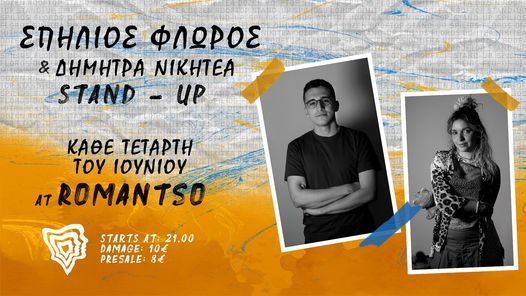 ΣΠΗΛΙΟΣ ΦΛΩΡΟΣ
& ΔΗΜΗΤΡΑ ΝΙΚΗΤΕΑ
STAND - UP
ΚΑΘΕ ΤΕΤΑΡΤΗ
ΤΟΥ ΙΟΥΝΙΟΥ
AT ROMANTSO
STARTS AT: 21.00
DAMAGE: 10€
PRESALE: 8€